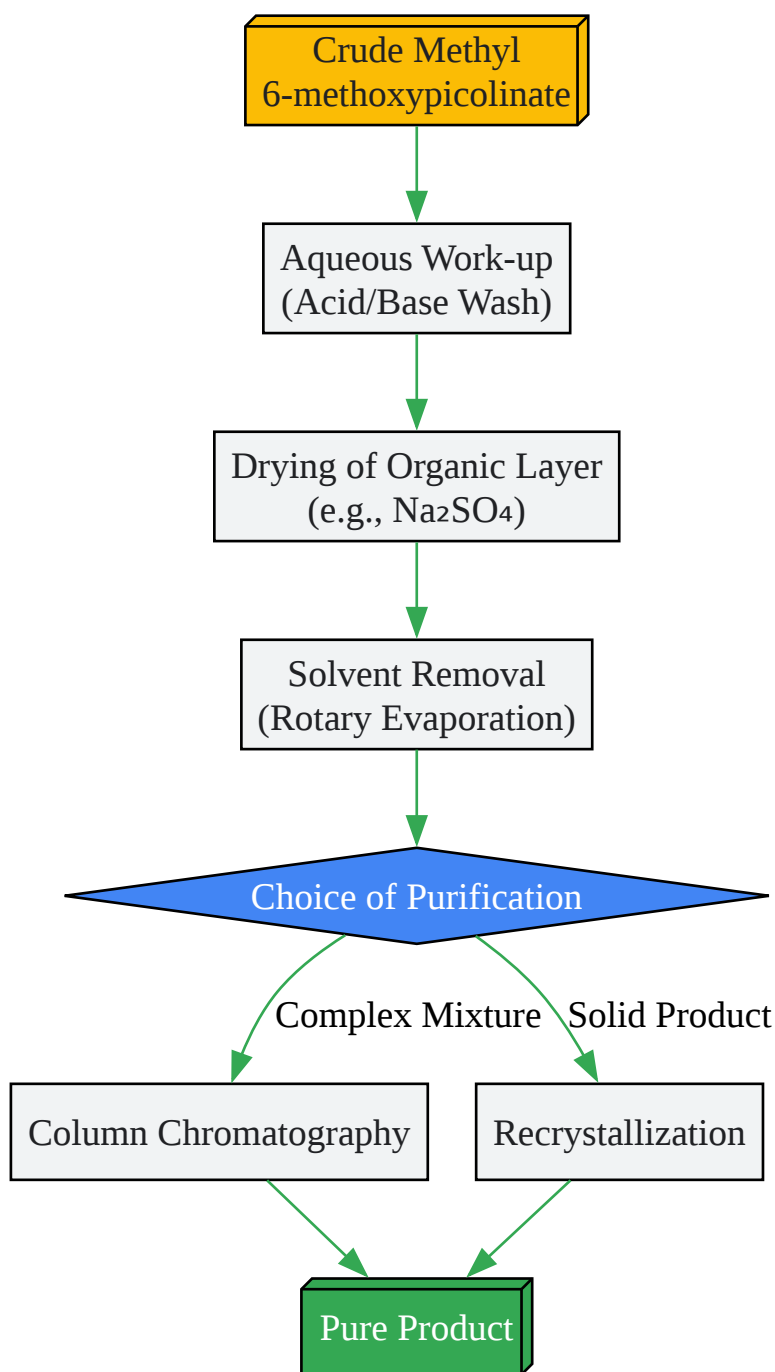 Crude Methyl
6-methoxypicolinate
Aqueous Work-up
(Acid/Base Wash)
Drying of Organic Layer
(e.g., Na₂SO₄)
Solvent Removal
(Rotary Evaporation)
Choice of Purification
Complex Mixture
Solid Product
Column Chromatography
Recrystallization
Pure Product